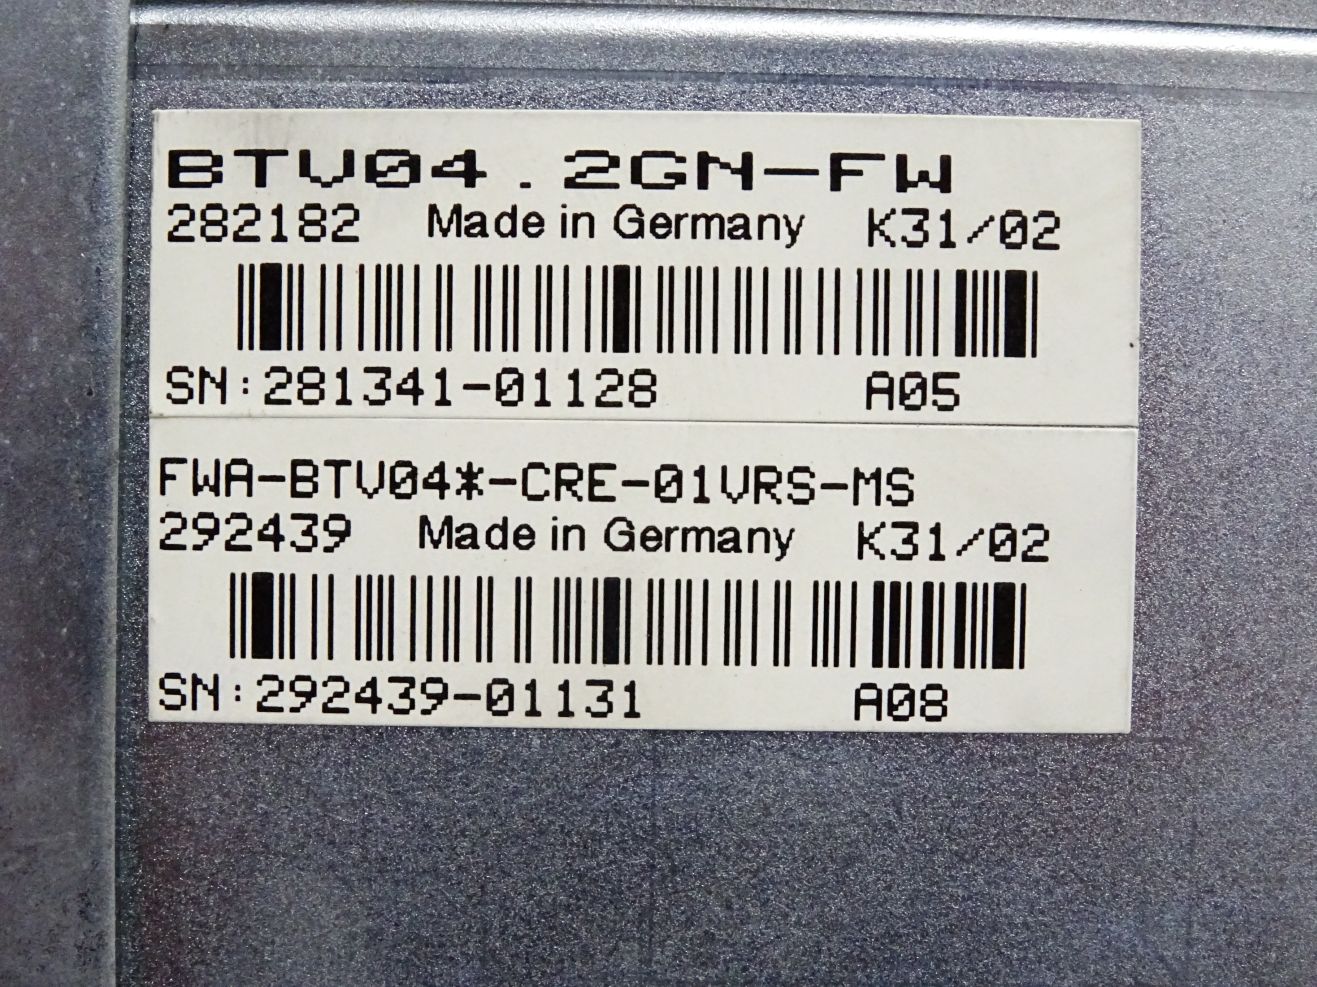 BTV04.2GN-FW
282182 Made in Germany K31/02
SN:281341-01128 A05
FWA-BTV04*-CRE-01VRS-MS
292439 Made in Germany K31/02
SN:292439-01131 A08